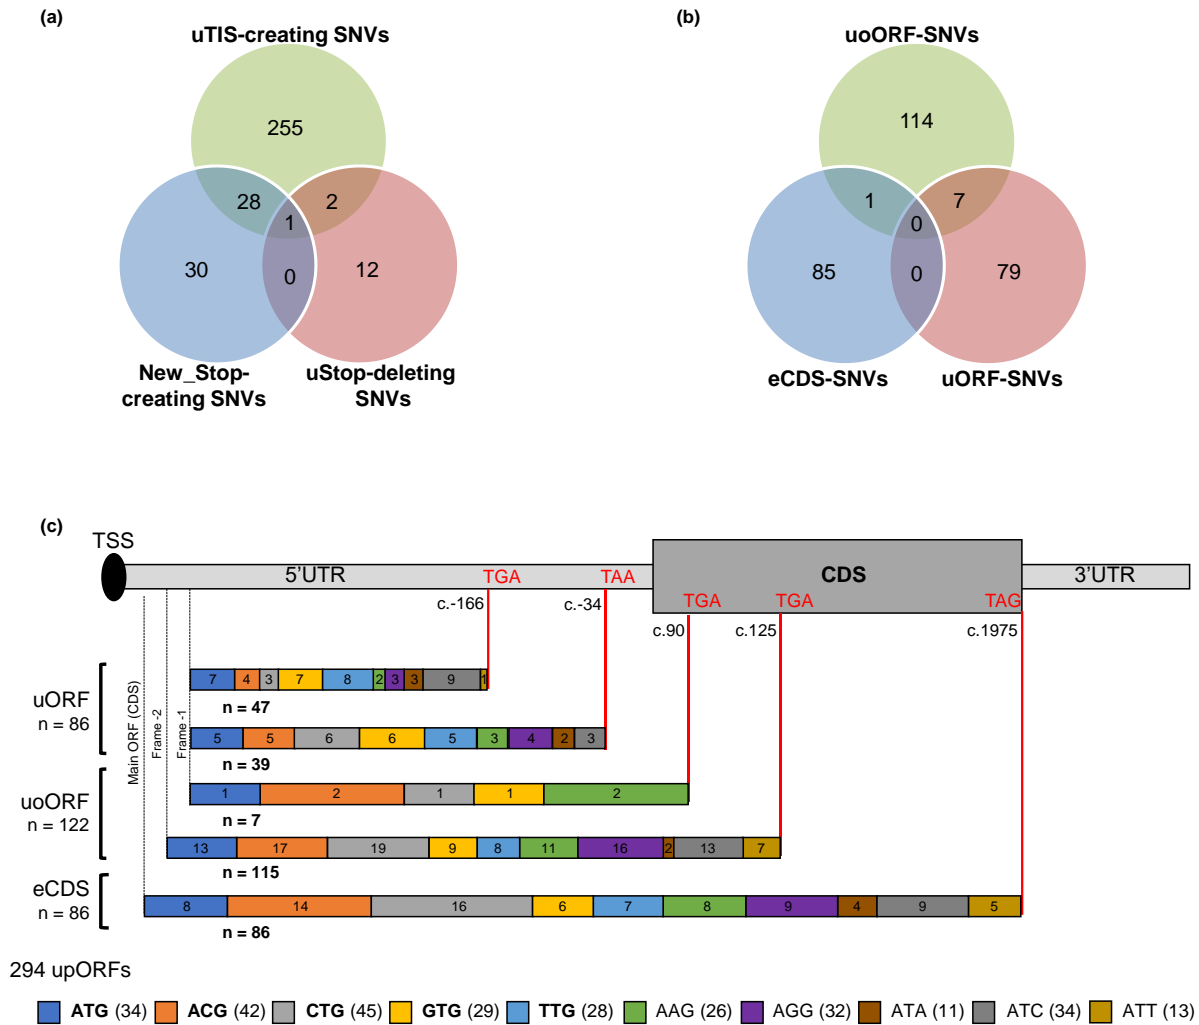 (a)
uTIS-creating SNVs
255
28
2
1
30
0
12
New_Stop-
creating SNVs
uStop-deleting
SNVs
(b)
uoORF-SNVs
114
1
7
0
85
0
79
eCDS-SNVs
uORF-SNVs
(c)
TSS
5'UTR
TGA
TAA
CDS
3'UTR
TGA
TGA
TAG
c.-166
c.-34
c.90
c.125
c.1975
Main ORF (CDS)
Frame -2
Frame -1
uORF
n = 86
7 4 3 7 8 2 3 3 9 1
n = 47
5 5 6 6 5 3 4 2 3
n = 39
uoORF
n = 122
1 2 1 1 2
n = 7
13 17 19 9 8 11 16 2 13 7
n = 115
eCDS
n = 86
8 14 16 6 7 8 9 4 9 5
n = 86
294 upORFs
ATG (34) ACG (42) CTG (45) GTG (29) TTG (28) AAG (26) AGG (32) ATA (11) ATC (34) ATT (13)